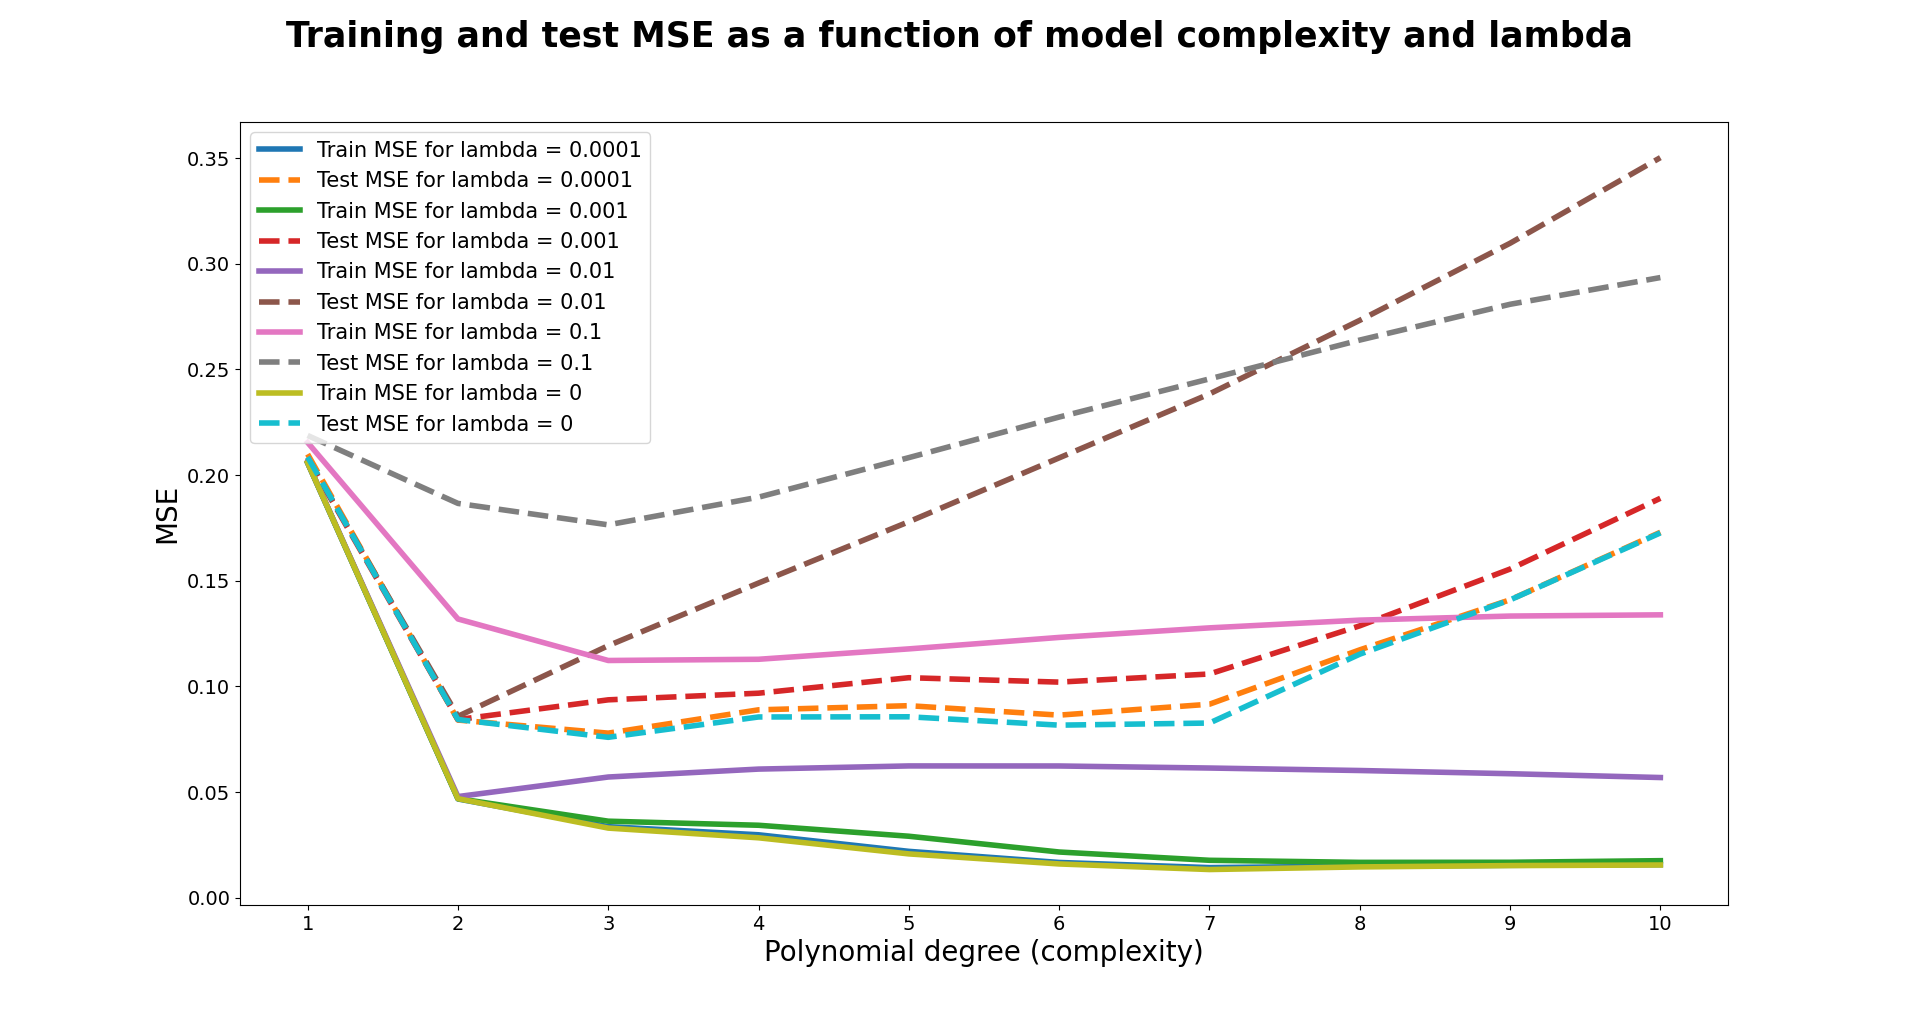 Training and test MSE as a function of model complexity and lambda
Train MSE for lambda = 0.0001
Test MSE for lambda = 0.0001
Train MSE for lambda = 0.001
Test MSE for lambda = 0.001
Train MSE for lambda = 0.01
Test MSE for lambda = 0.01
Train MSE for lambda = 0.1
Test MSE for lambda = 0.1
Train MSE for lambda = 0
Test MSE for lambda = 0
0.35
0.30
0.25
0.20
0.15
0.10
0.05
0.00
MSE
1 2 3 4 5 6 7 8 9 10
Polynomial degree (complexity)